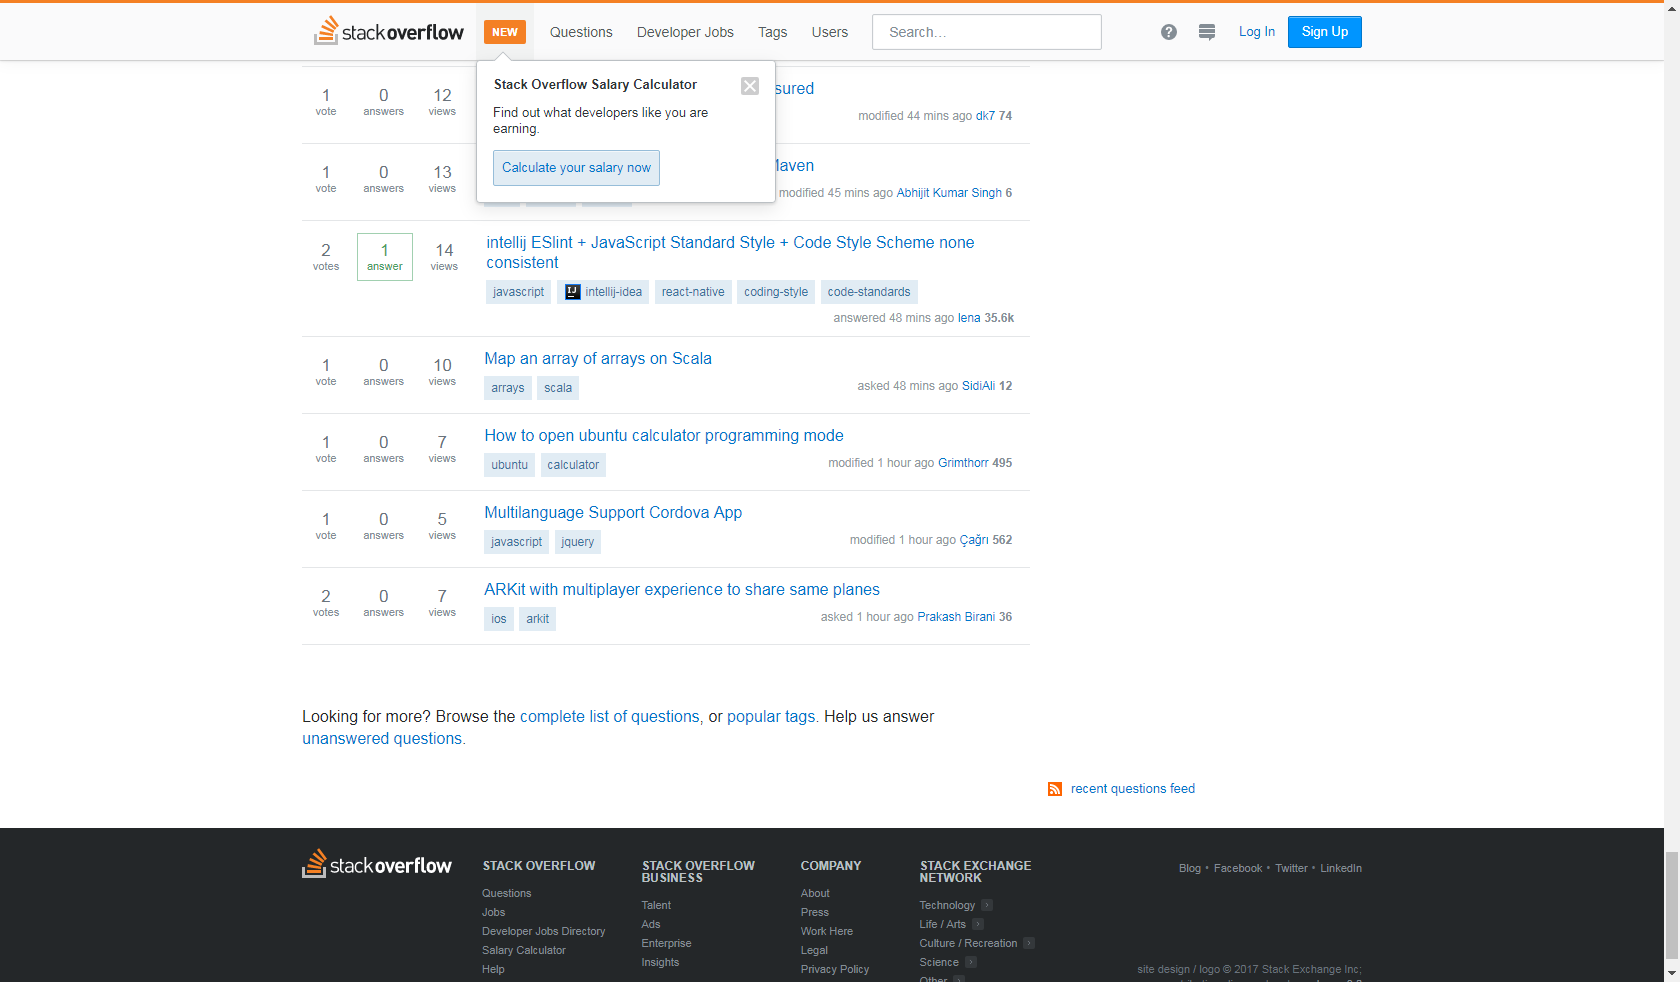 stackoverflow NEW Questions Developer Jobs Tags Users Search... ? Log In Sign Up
Stack Overflow Salary Calculator
Find out what developers like you are
earning.
Calculate your salary now
1 0 12 sured
vote answers views
modified 44 mins ago dk7 74
1 0 13 Maven
vote answers views
modified 45 mins ago Abhijit Kumar Singh 6
2 1 14 intellij ESlint + JavaScript Standard Style + Code Style Scheme none
votes answer views consistent
javascript intellij-idea react-native coding-style code-standards
answered 48 mins ago lena 35.6k
1 0 10 Map an array of arrays on Scala
vote answers views
arrays scala asked 48 mins ago SidiAli 12
1 0 7 How to open ubuntu calculator programming mode
vote answers views
ubuntu calculator modified 1 hour ago Grimthorr 495
1 0 5 Multilanguage Support Cordova App
vote answers views
javascript jquery modified 1 hour ago Çağrı 562
2 0 7 ARKit with multiplayer experience to share same planes
votes answers views
ios arkit asked 1 hour ago Prakash Birani 36
Looking for more? Browse the complete list of questions, or popular tags. Help us answer
unanswered questions.
recent questions feed
stackoverflow
STACK OVERFLOW
Questions
Jobs
Developer Jobs Directory
Salary Calculator
Help
STACK OVERFLOW
BUSINESS
Talent
Ads
Enterprise
Insights
COMPANY
About
Press
Work Here
Legal
Privacy Policy
STACK EXCHANGE
NETWORK
Technology
Life / Arts
Culture / Recreation
Science
Other
Blog • Facebook • Twitter • LinkedIn
site design / logo © 2017 Stack Exchange Inc;